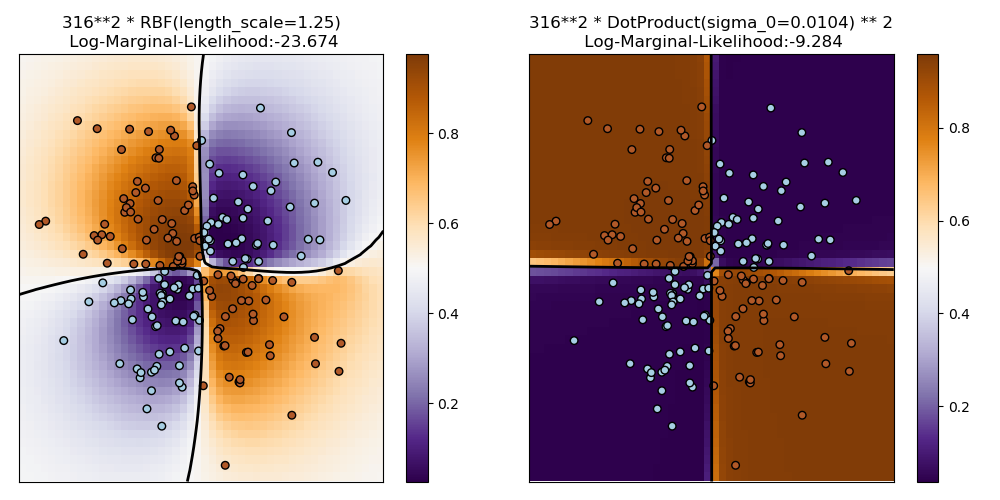 316**2 * RBF(length_scale=1.25)
Log-Marginal-Likelihood:-23.674
0.8
0.6
0.4
0.2
316**2 * DotProduct(sigma_0=0.0104) ** 2
Log-Marginal-Likelihood:-9.284
0.8
0.6
0.4
0.2